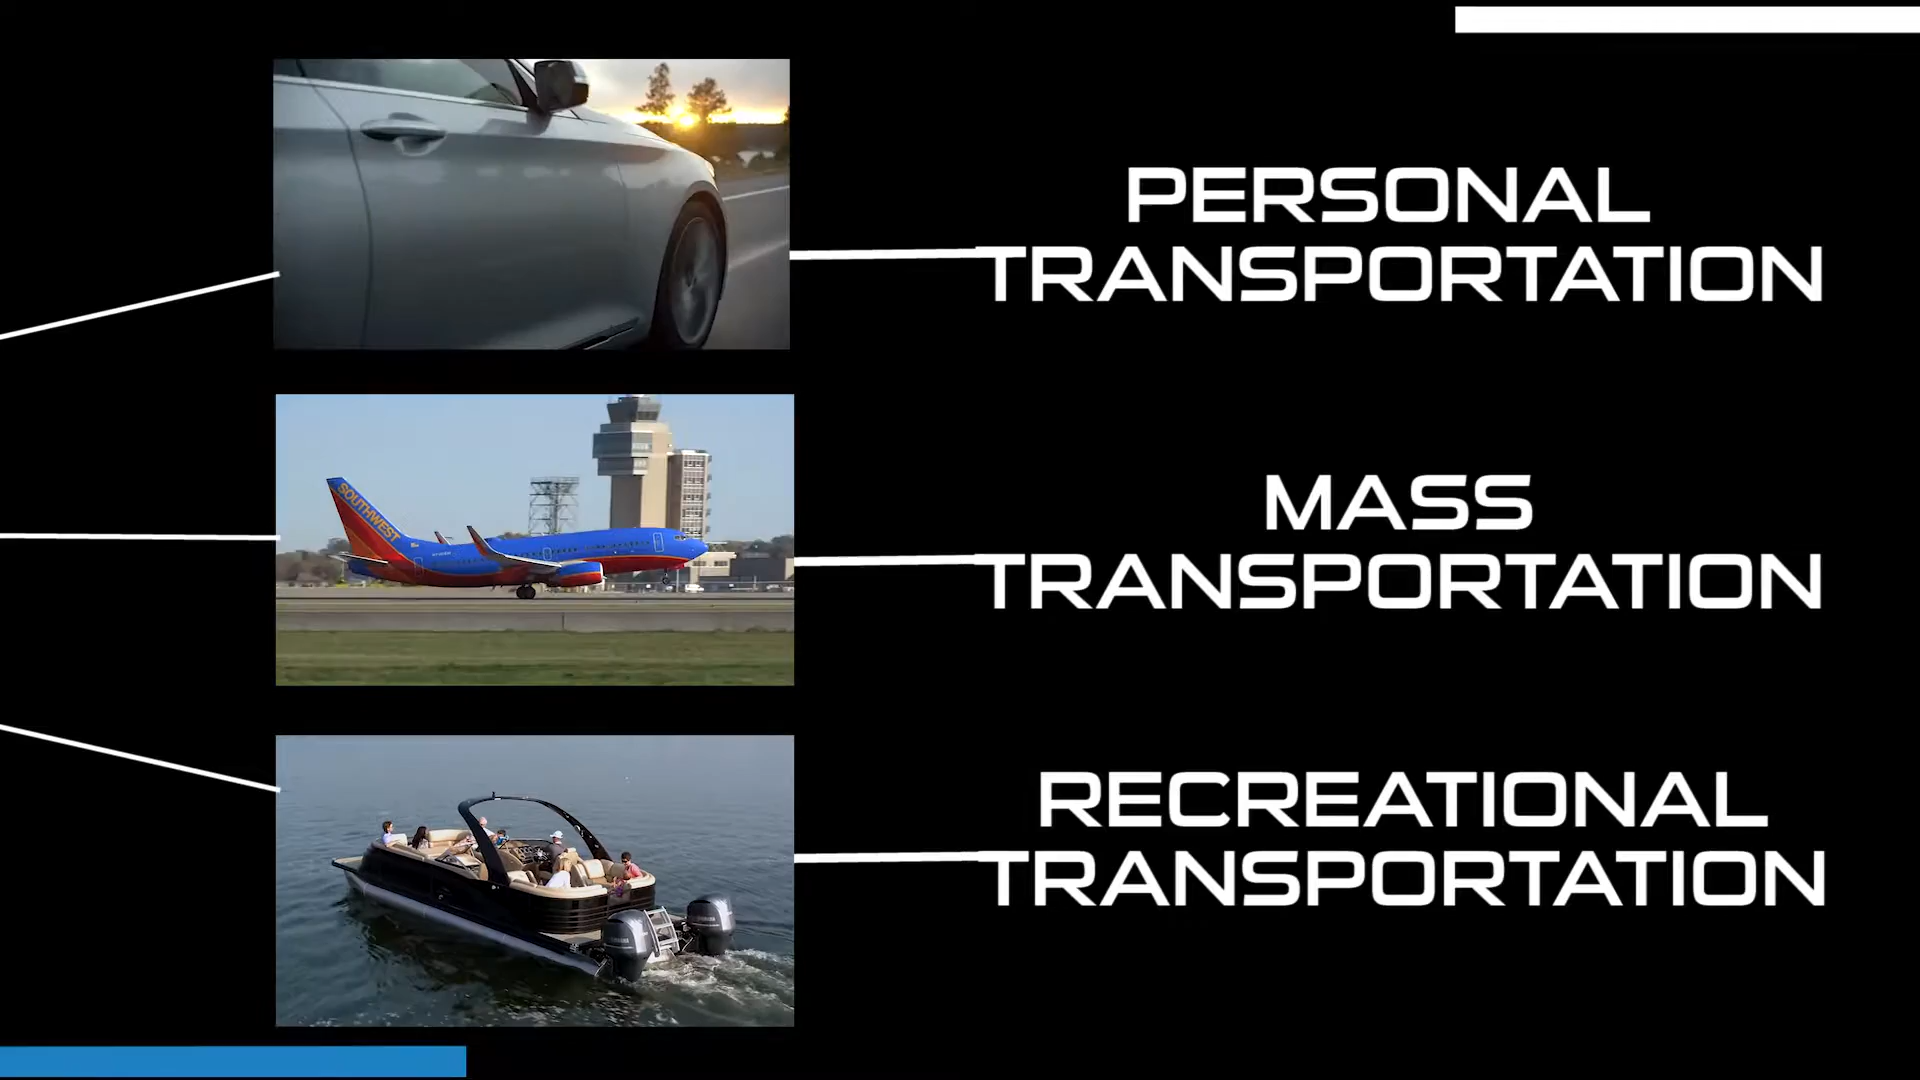 PERSONAL
TRANSPORTATION
SOUTHWEST
MASS
TRANSPORTATION
RECREATIONAL
TRANSPORTATION